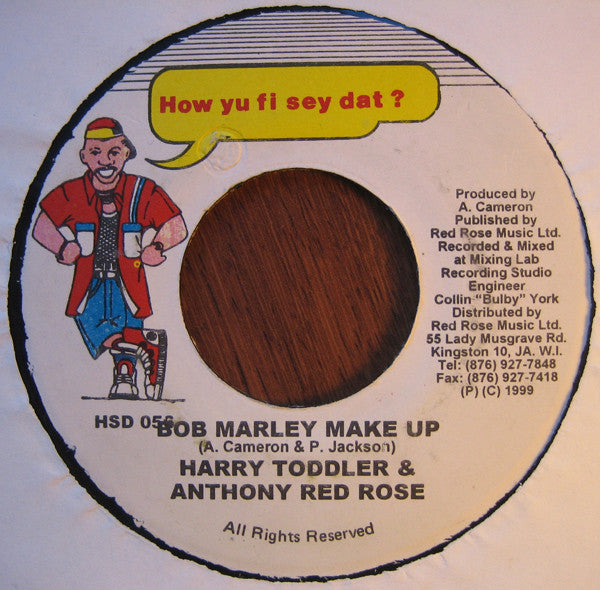 How yu fi sey dat ?
Produced by
A. Cameron
Published by
Red Rose Music Ltd.
Recorded & Mixed
at Mixing Lab
Recording Studio
Engineer
Collin "Bulby" York
Distributed by
Red Rose Music Ltd.
55 Lady Musgrave Rd.
Kingston 10, JA. W.I.
Tel: (876) 927-7848
Fax: (876) 927-7418
(P) (C) 1999
HSD 056
BOB MARLEY MAKE UP
(A. Cameron & P. Jackson)
HARRY TODDLER &
ANTHONY RED ROSE
All Rights Reserved